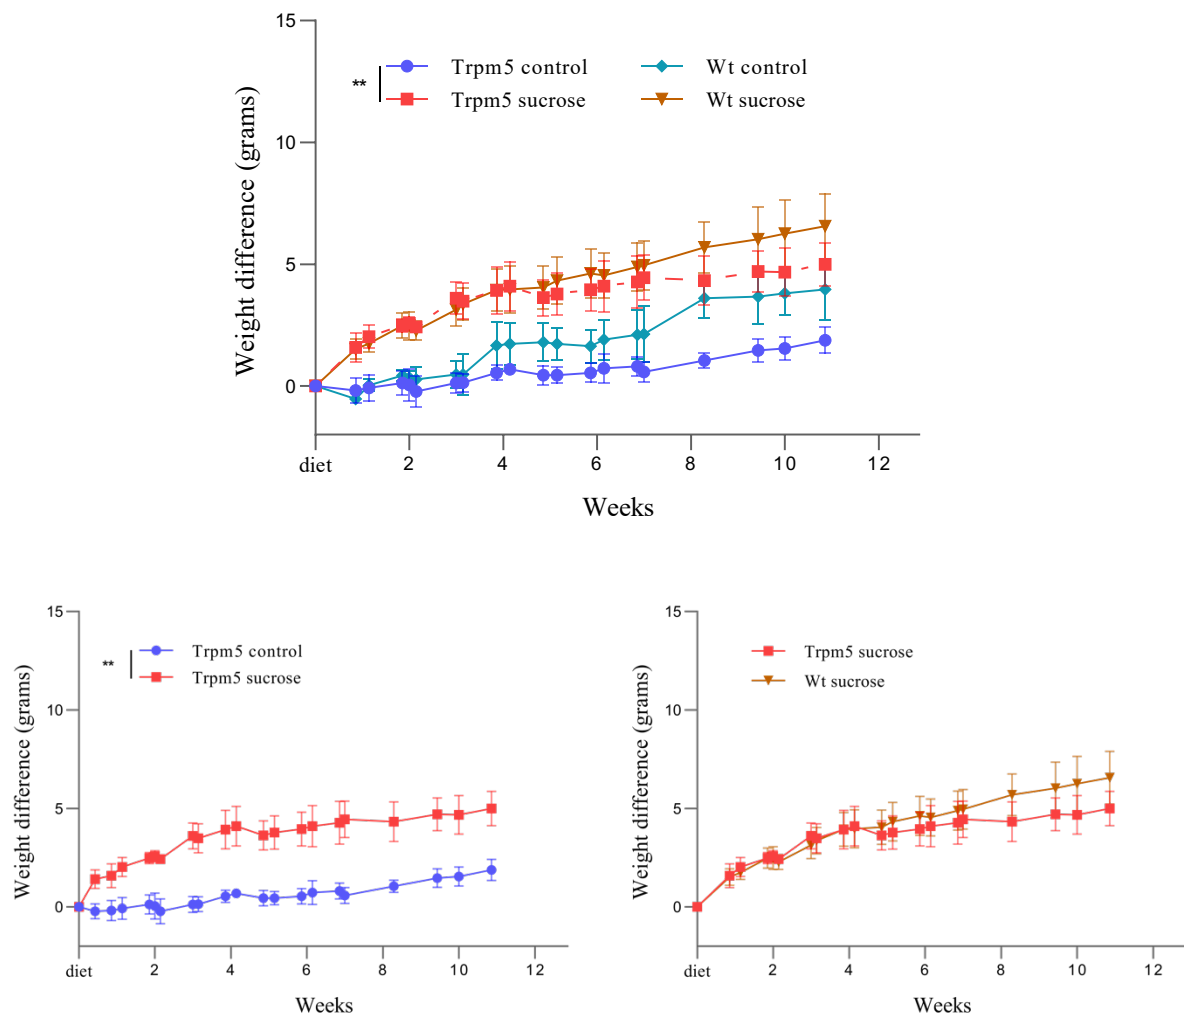 15
10
5
0
Weight difference (grams)
**
Trpm5 control
Trpm5 sucrose
Wt control
Wt sucrose
diet 2 4 6 8 10 12
Weeks
15
10
5
0
Weight difference (grams)
**
Trpm5 control
Trpm5 sucrose
diet 2 4 6 8 10 12
Weeks
15
10
5
0
Weight difference (grams)
Trpm5 sucrose
Wt sucrose
diet 2 4 6 8 10 12
Weeks